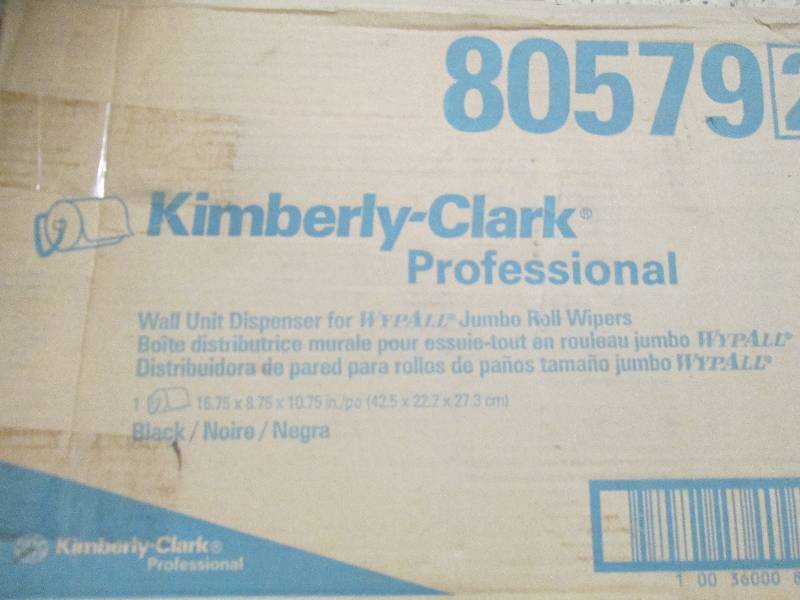 80579 2
Kimberly-Clark®
Professional
Wall Unit Dispenser for WYPALL® Jumbo Roll Wipers
Boîte distributrice murale pour essuie-tout en rouleau jumbo WYPALL®
Distribuidora de pared para rollos de paños tamaño jumbo WYPALL®
1 16.75 x 8.75 x 10.75 in./po (42.5 x 22.2 x 27.3 cm)
Black / Noire / Negra
Kimberly-Clark®
Professional
1 00 36000 8